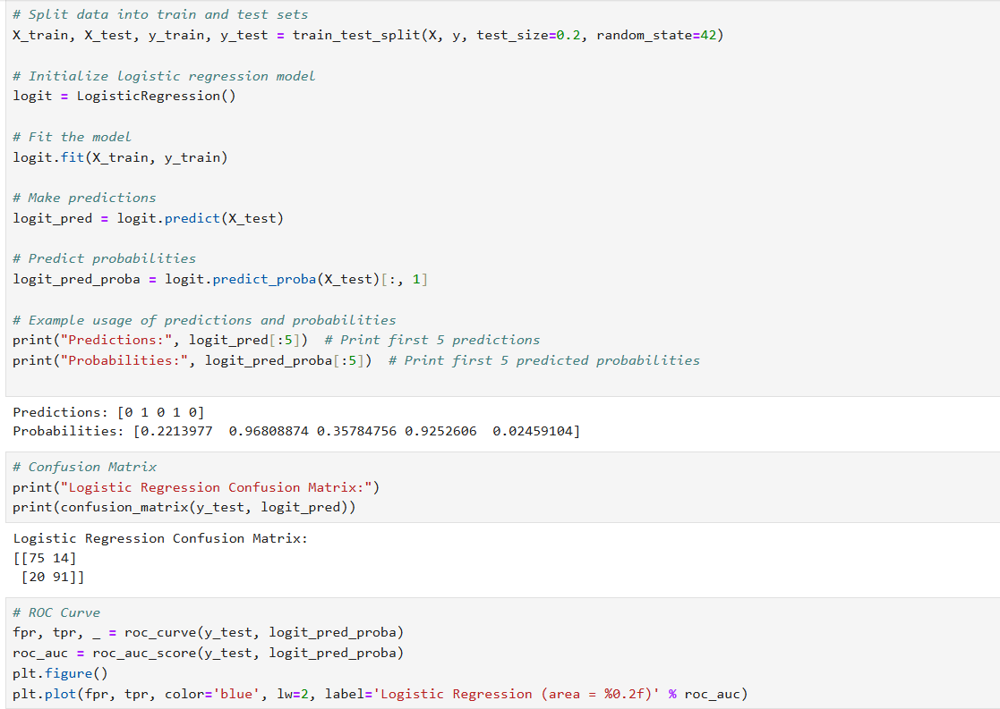 # Split data into train and test sets
X_train, X_test, y_train, y_test = train_test_split(X, y, test_size=0.2, random_state=42)
# Initialize logistic regression model
logit = LogisticRegression()
# Fit the model
logit.fit(X_train, y_train)
# Make predictions
logit_pred = logit.predict(X_test)
# Predict probabilities
logit_pred_proba = logit.predict_proba(X_test)[:, 1]
# Example usage of predictions and probabilities
print("Predictions:", logit_pred[:5])  # Print first 5 predictions
print("Probabilities:", logit_pred_proba[:5])  # Print first 5 predicted probabilities
Predictions: [0 1 0 1 0]
Probabilities: [0.2213977  0.96808874 0.35784756 0.9252606  0.02459104]
# Confusion Matrix
print("Logistic Regression Confusion Matrix:")
print(confusion_matrix(y_test, logit_pred))
Logistic Regression Confusion Matrix:
[[75 14]
 [20 91]]
# ROC Curve
fpr, tpr, _ = roc_curve(y_test, logit_pred_proba)
roc_auc = roc_auc_score(y_test, logit_pred_proba)
plt.figure()
plt.plot(fpr, tpr, color='blue', lw=2, label='Logistic Regression (area = %0.2f)' % roc_auc)